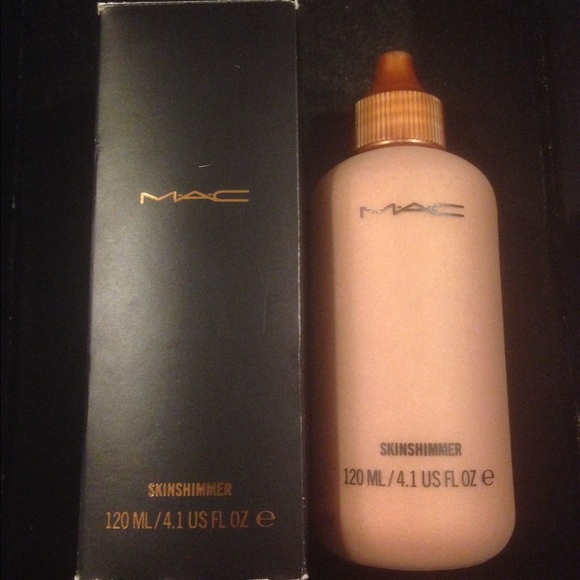 MAC
SKINSHIMMER
120 ML/4.1 US FL OZ ℮
MAC
SKINSHIMMER
120 ML/4.1 US FL OZ ℮